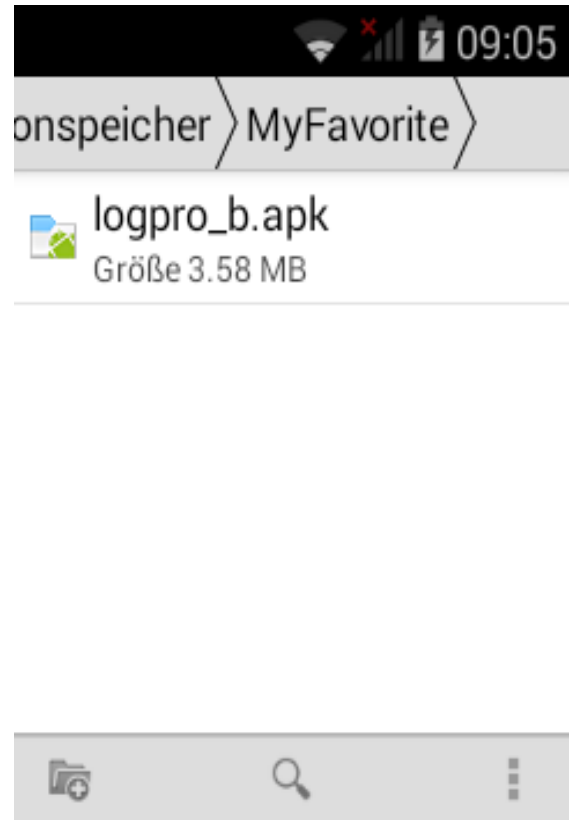 09:05
onspeicher
MyFavorite
logpro_b.apk
Größe 3.58 MB